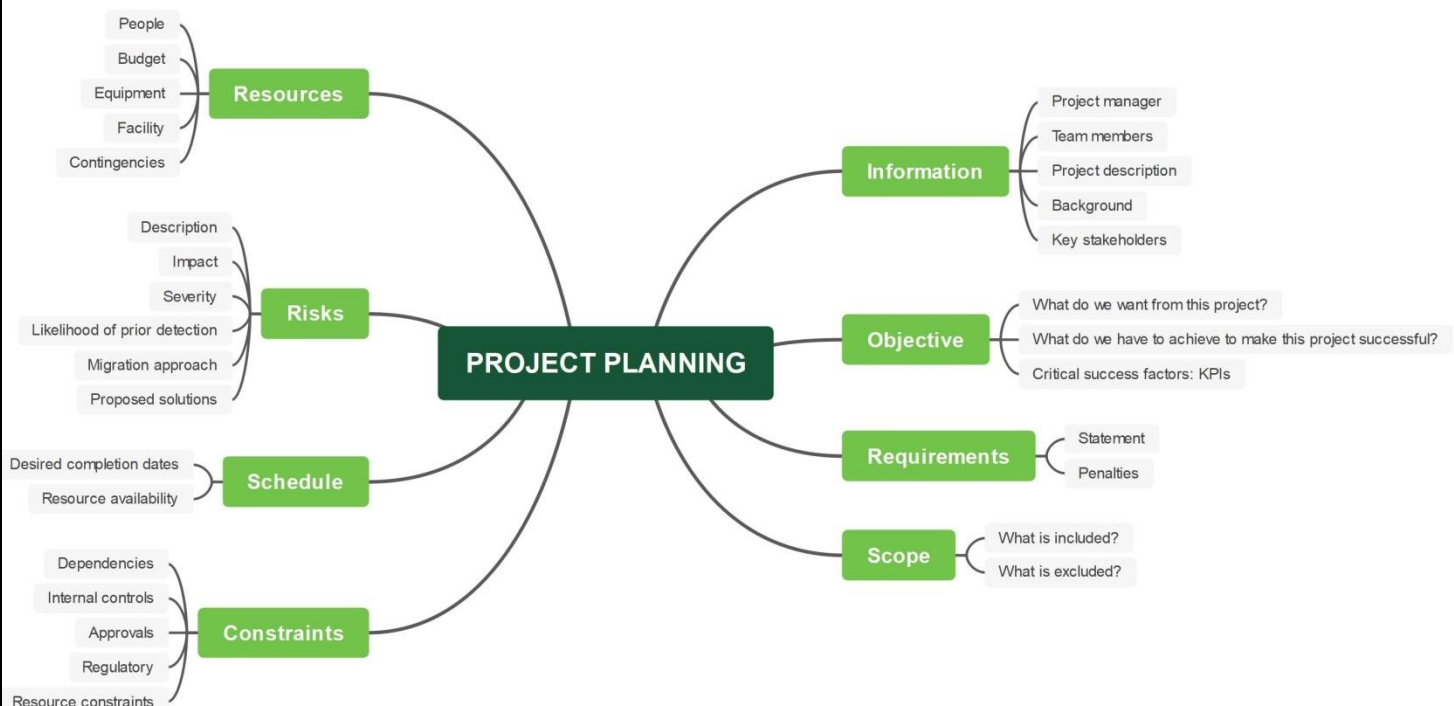 PROJECT PLANNING
Resources
People
Budget
Equipment
Facility
Contingencies
Risks
Description
Impact
Severity
Likelihood of prior detection
Migration approach
Proposed solutions
Schedule
Desired completion dates
Resource availability
Constraints
Dependencies
Internal controls
Approvals
Regulatory
Resource constraints
Information
Project manager
Team members
Project description
Background
Key stakeholders
Objective
What do we want from this project?
What do we have to achieve to make this project successful?
Critical success factors: KPIs
Requirements
Statement
Penalties
Scope
What is included?
What is excluded?